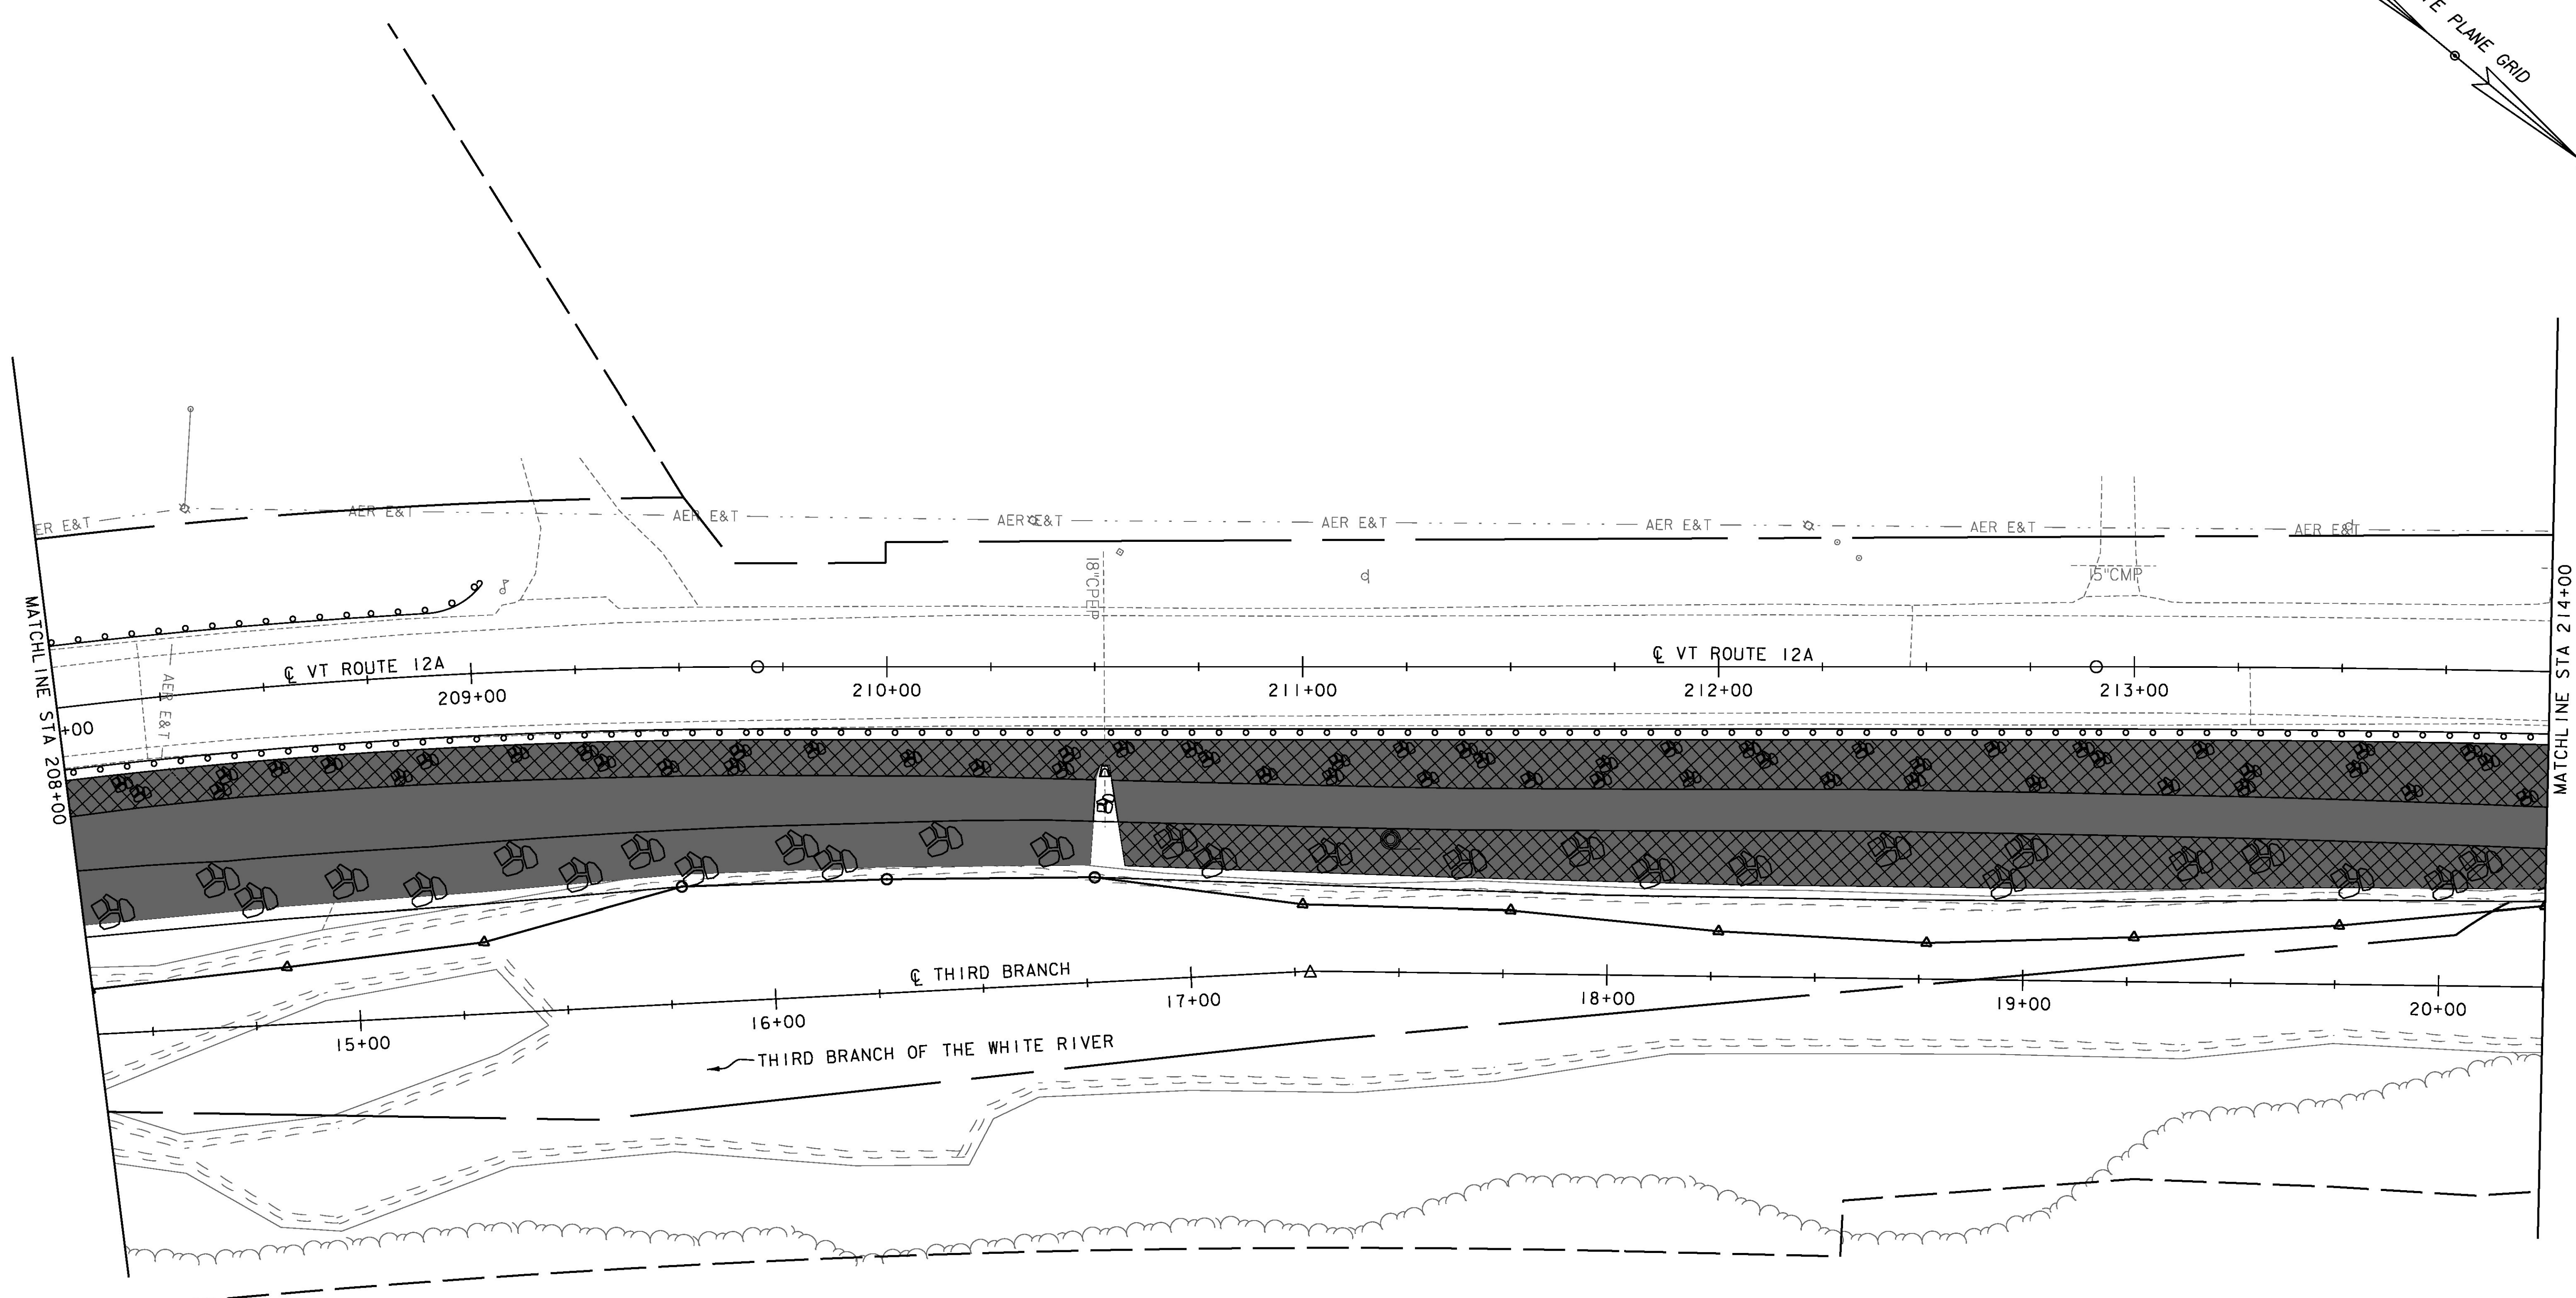 TE PLANE GRID
ER E&T
AER E&T
AER E&T
AER E&T
AER E&T
AER E&T
AER E&T
AER E&T
18"CPEP
15"CMP
MATCHLINE STA 208+00
MATCHLINE STA 214+00
AER E&T
℄ VT ROUTE 12A
℄ VT ROUTE 12A
+00
209+00
210+00
211+00
212+00
213+00
℄ THIRD BRANCH
15+00
16+00
17+00
18+00
19+00
20+00
THIRD BRANCH OF THE WHITE RIVER